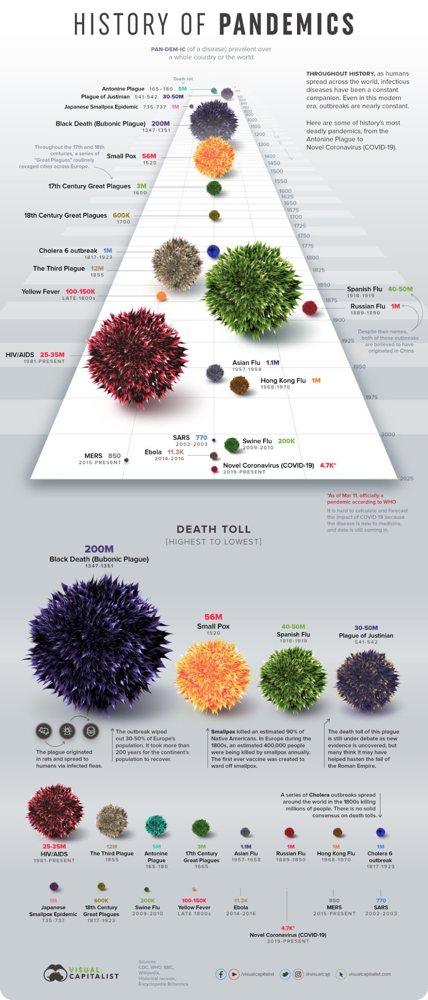 HISTORY OF PANDEMICS
PAN·DEM·IC (of a disease) prevalent over
a whole country or the world.
THROUGHOUT HISTORY, as humans
spread across the world, infectious
diseases have been a constant
companion. Even in this modern
era, outbreaks are nearly constant.
Here are some of history's most
deadly pandemics, from the
Antonine Plague to
Novel Coronavirus (COVID-19).
Death toll
Antonine Plague 165–180 5M
Plague of Justinian 541-542 30-50M
Japanese Smallpox Epidemic 735-737 1M
Black Death (Bubonic Plague) 200M
1347-1351
Throughout the 17th and 18th
centuries, a series of
"Great Plagues" routinely
ravaged cities across Europe.
Small Pox 56M
1520
17th Century Great Plagues 3M
1600
18th Century Great Plagues 600K
1700
Cholera 6 outbreak 1M
1817-1923
The Third Plague 12M
1855
Yellow Fever 100-150K
LATE 1800s
Spanish Flu 40-50M
1918-1919
Russian Flu 1M
1889-1890
Despite their names,
both of these outbreaks
are believed to have
originated in China
HIV/AIDS 25-35M
1981-PRESENT
Asian Flu 1.1M
1957-1958
Hong Kong Flu 1M
1968-1970
SARS 770
2002-2003
Swine Flu 200K
2009-2010
Ebola 11.3K
2014-2016
MERS 850
2015-PRESENT
Novel Coronavirus (COVID-19) 4.7K*
2019-PRESENT
TIME
0
200
400
500
600
700
800
900
1000
1100
1200
1300
1400
1450
1500
1550
1600
1625
1650
1675
1700
1725
1750
1775
1800
1825
1850
1875
1900
1925
1950
1975
2000
2025
*As of Mar 11, officially a
pandemic according to WHO
It is hard to calculate and forecast
the impact of COVID-19 because
the disease is new to medicine,
and data is still coming in.
DEATH TOLL
[HIGHEST TO LOWEST]
200M
Black Death (Bubonic Plague)
1347-1351
56M
Small Pox
1520
40-50M
Spanish Flu
1918-1919
30-50M
Plague of Justinian
541-542
The plague originated
in rats and spread to
humans via infected fleas.
The outbreak wiped
out 30-50% of Europe's
population. It took more than
200 years for the continent's
population to recover.
Smallpox killed an estimated 90% of
Native Americans. In Europe during the
1800s, an estimated 400,000 people
were being killed by smallpox annually.
The first ever vaccine was created to
ward off smallpox.
The death toll of this plague
is still under debate as new
evidence is uncovered, but
many think it may have
helped hasten the fall of
the Roman Empire.
A series of Cholera outbreaks spread
around the world in the 1800s killing
millions of people. There is no solid
consensus on death tolls.
25-35M
HIV/AIDS
1981-PRESENT
12M
The Third Plague
1855
5M
Antonine
Plague
165-180
3M
17th Century
Great Plagues
1665
1.1M
Asian Flu
1957-1958
1M
Russian Flu
1889-1890
1M
Hong Kong Flu
1968-1970
1M
Cholera 6
outbreak
1817-1923
1M
Japanese
Smallpox Epidemic
735-737
600K
18th Century
Great Plagues
1817-1923
200K
Swine Flu
2009-2010
100-150K
Yellow Fever
LATE 1800s
11.3K
Ebola
2014-2016
4.7K*
Novel Coronavirus (COVID-19)
2019-PRESENT
850
MERS
2015-PRESENT
770
SARS
2002-2003
VISUAL
CAPITALIST
Sources:
CDC, WHO, BBC,
Wikipedia,
Historical records,
Encyclopedia Britannica
/visualcapitalist
@visualcap
visualcapitalist.com